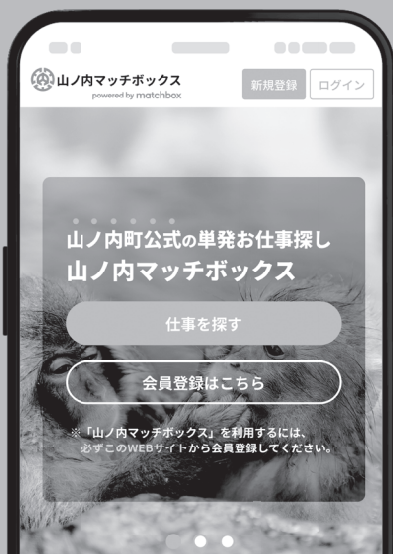 山ノ内マッチボックス
powered by matchbox
新規登録
ログイン
山ノ内町公式の単発お仕事探し
山ノ内マッチボックス
仕事を探す
会員登録はこちら
※「山ノ内マッチボックス」を利用するには、
必ずこのWEBサイトから会員登録してください。